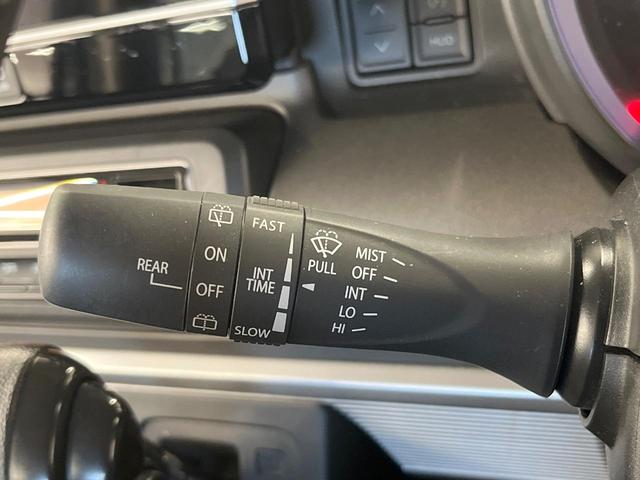 HUD
REAR
ON
OFF
FAST
INT
TIME
SLOW
PULL
MIST
OFF
INT
LO
HI